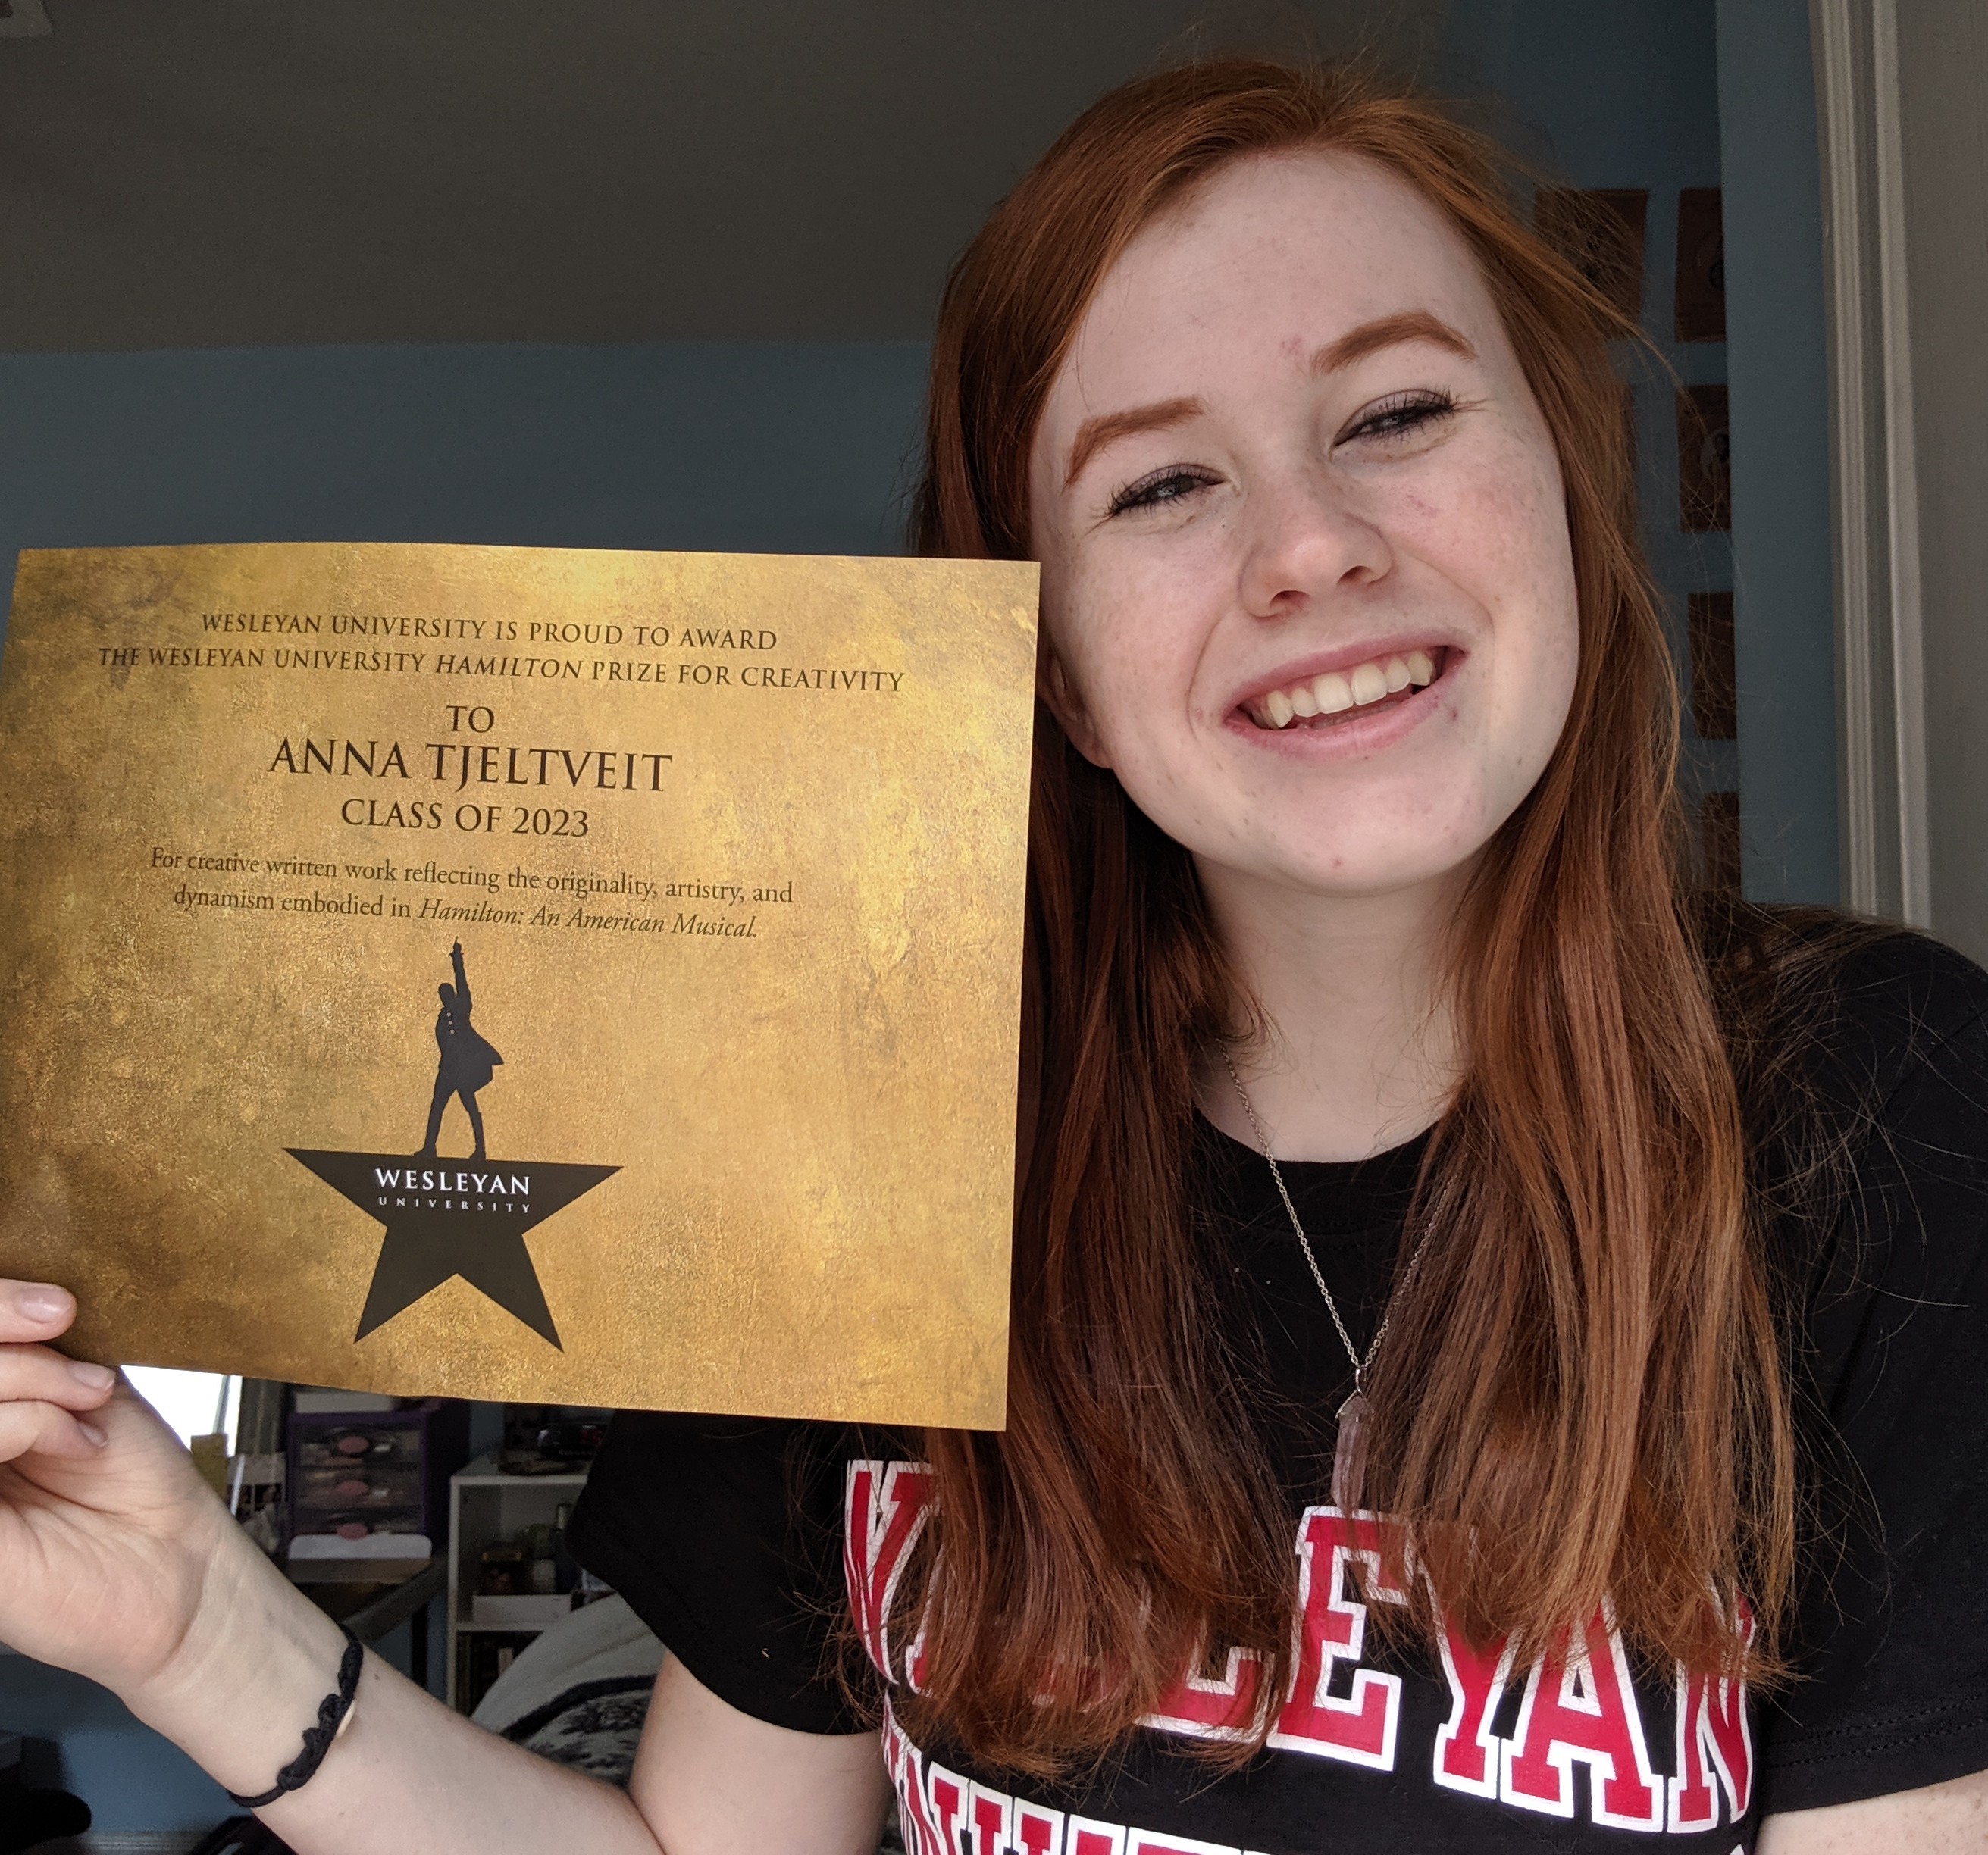 WESLEYAN UNIVERSITY IS PROUD TO AWARD
THE WESLEYAN UNIVERSITY HAMILTON PRIZE FOR CREATIVITY
TO
ANNA TJELTVEIT
CLASS OF 2023
For creative written work reflecting the originality, artistry, and
dynamism embodied in Hamilton: An American Musical.
WESLEYAN
UNIVERSITY
WESLEYAN